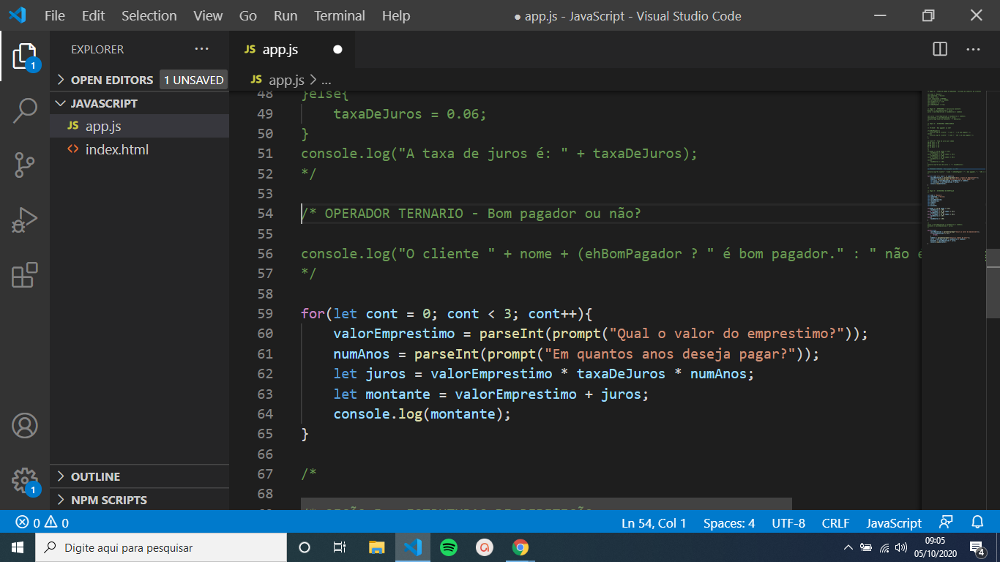 File Edit Selection View Go Run Terminal Help
● app.js - JavaScript - Visual Studio Code
EXPLORER
OPEN EDITORS 1 UNSAVED
JAVASCRIPT
JS app.js
<> index.html
OUTLINE
NPM SCRIPTS
1
1
JS app.js
JS app.js > ...
48 }else{
49 taxaDeJuros = 0.06;
50 }
51 console.log("A taxa de juros é: " + taxaDeJuros);
52 */
53
54 /* OPERADOR TERNARIO - Bom pagador ou não?
55
56 console.log("O cliente " + nome + (ehBomPagador ? " é bom pagador." : " não
57 */
58
59 for(let cont = 0; cont < 3; cont++){
60 valorEmprestimo = parseInt(prompt("Qual o valor do emprestimo?"));
61 numAnos = parseInt(prompt("Em quantos anos deseja pagar?"));
62 let juros = valorEmprestimo * taxaDeJuros * numAnos;
63 let montante = valorEmprestimo + juros;
64 console.log(montante);
65 }
66
67 /*
68
0 0
Ln 54, Col 1 Spaces: 4 UTF-8 CRLF JavaScript
Digite aqui para pesquisar
09:05
05/10/2020
4